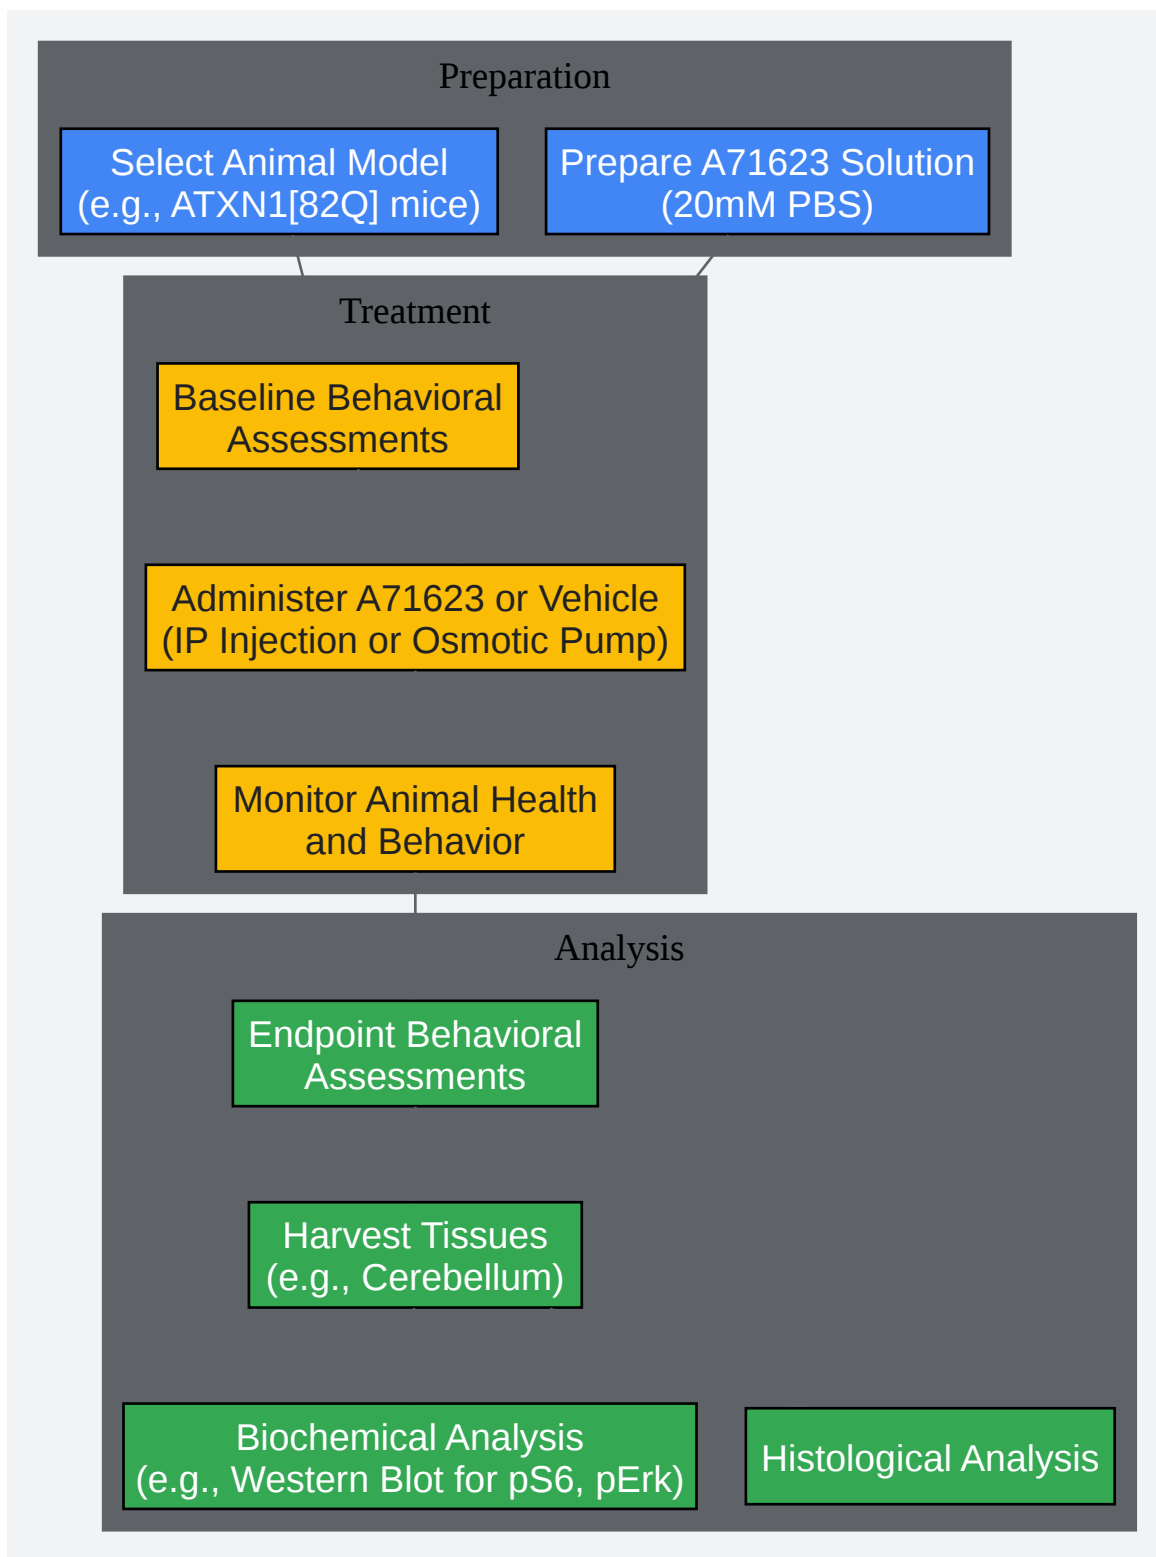 Preparation
Select Animal Model
(e.g., ATXN1[82Q] mice)
Prepare A71623 Solution
(20mM PBS)
Treatment
Baseline Behavioral
Assessments
Administer A71623 or Vehicle
(IP Injection or Osmotic Pump)
Monitor Animal Health
and Behavior
Analysis
Endpoint Behavioral
Assessments
Harvest Tissues
(e.g., Cerebellum)
Biochemical Analysis
(e.g., Western Blot for pS6, pErk)
Histological Analysis